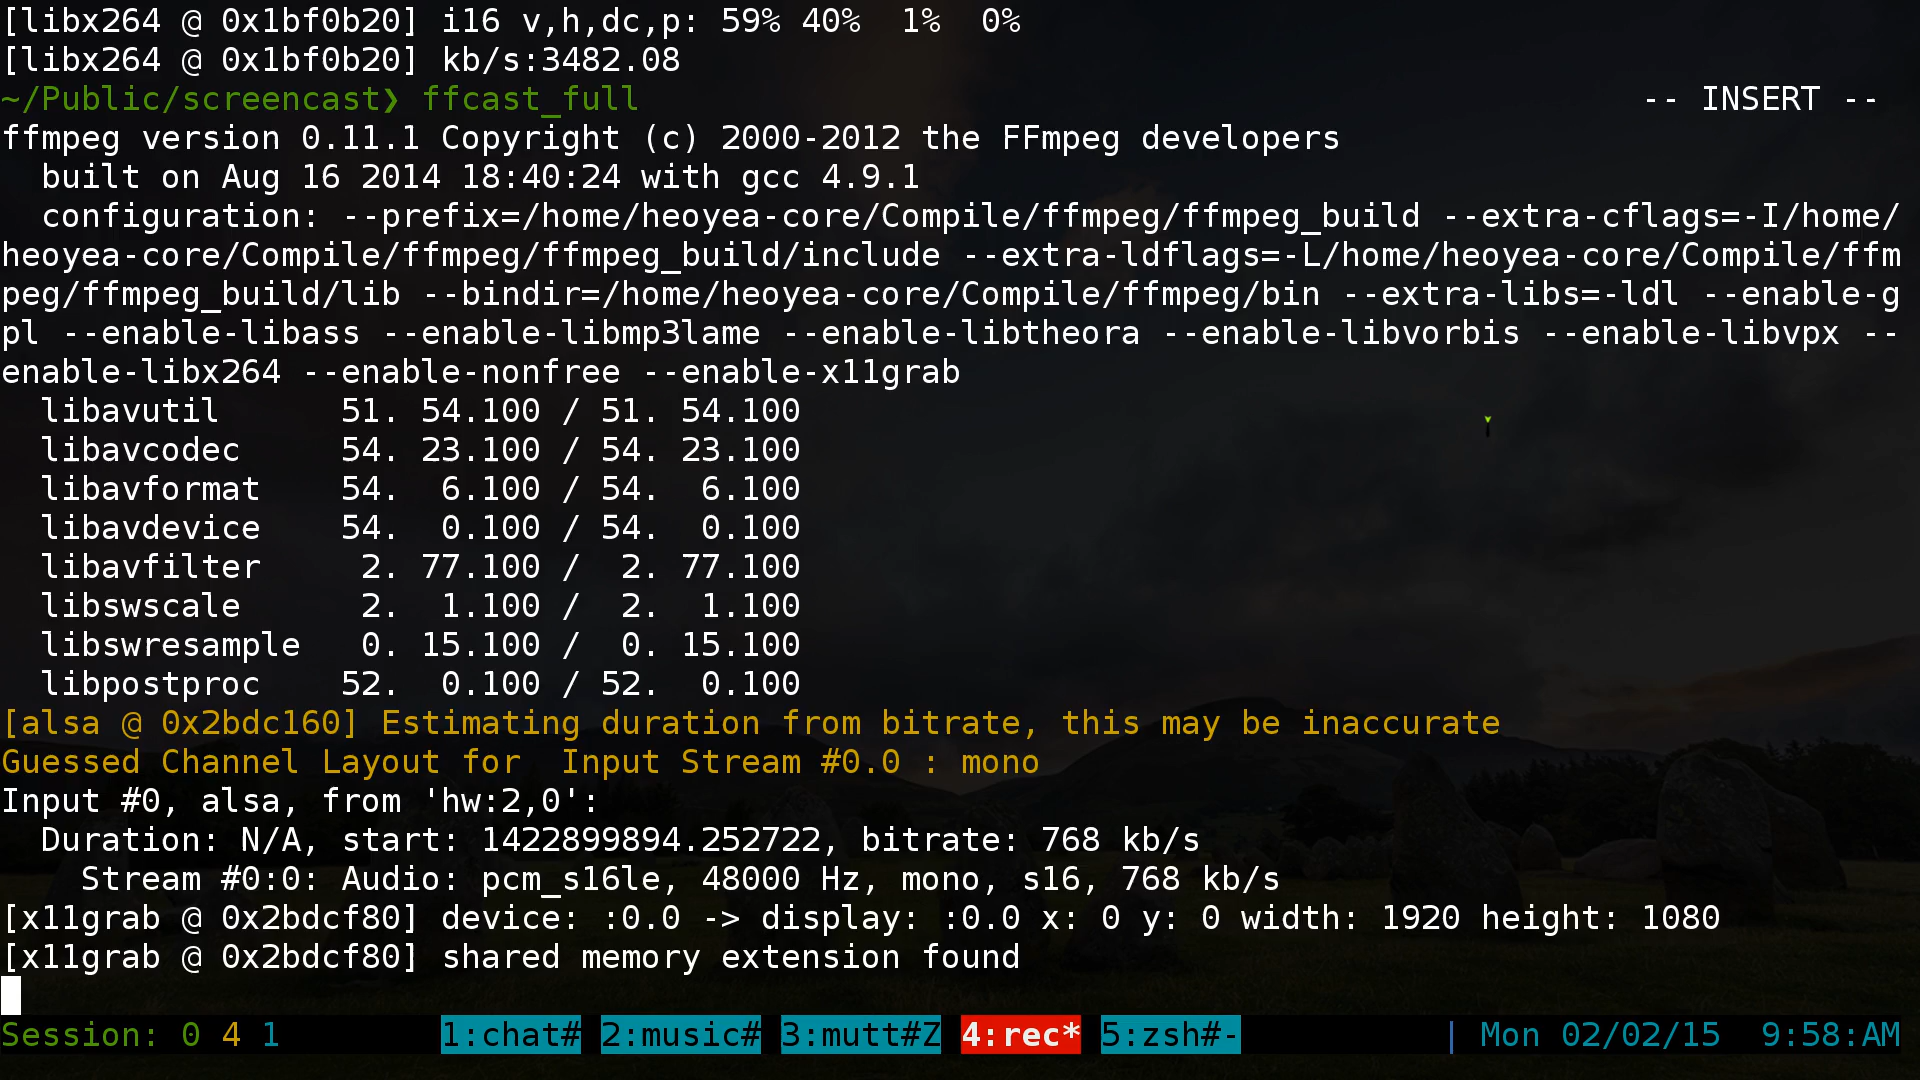 [libx264 @ 0x1bf0b20] i16 v,h,dc,p: 59% 40%  1%  0%
[libx264 @ 0x1bf0b20] kb/s:3482.08
~/Public/screencast❯ ffcast_full                                                  -- INSERT --
ffmpeg version 0.11.1 Copyright (c) 2000-2012 the FFmpeg developers
  built on Aug 16 2014 18:40:24 with gcc 4.9.1
  configuration: --prefix=/home/heoyea-core/Compile/ffmpeg/ffmpeg_build --extra-cflags=-I/home/
heoyea-core/Compile/ffmpeg/ffmpeg_build/include --extra-ldflags=-L/home/heoyea-core/Compile/ffm
peg/ffmpeg_build/lib --bindir=/home/heoyea-core/Compile/ffmpeg/bin --extra-libs=-ldl --enable-g
pl --enable-libass --enable-libmp3lame --enable-libtheora --enable-libvorbis --enable-libvpx --
enable-libx264 --enable-nonfree --enable-x11grab
  libavutil      51. 54.100 / 51. 54.100
  libavcodec     54. 23.100 / 54. 23.100
  libavformat    54.  6.100 / 54.  6.100
  libavdevice    54.  0.100 / 54.  0.100
  libavfilter     2. 77.100 /  2. 77.100
  libswscale      2.  1.100 /  2.  1.100
  libswresample   0. 15.100 /  0. 15.100
  libpostproc    52.  0.100 / 52.  0.100
[alsa @ 0x2bdc160] Estimating duration from bitrate, this may be inaccurate
Guessed Channel Layout for  Input Stream #0.0 : mono
Input #0, alsa, from 'hw:2,0':
  Duration: N/A, start: 1422899894.252722, bitrate: 768 kb/s
    Stream #0:0: Audio: pcm_s16le, 48000 Hz, mono, s16, 768 kb/s
[x11grab @ 0x2bdcf80] device: :0.0 -> display: :0.0 x: 0 y: 0 width: 1920 height: 1080
[x11grab @ 0x2bdcf80] shared memory extension found
Session: 0 4 1        1:chat# 2:music# 3:mutt#Z 4:rec* 5:zsh#-          | Mon 02/02/15  9:58:AM